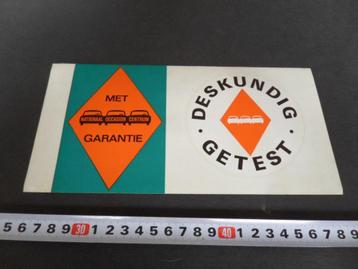 MET
NATIONAAL OCCASION CENTRUM
GARANTIE
DESKUNDIG
GETEST
5 6 7 8 9 30 1 2 3 4 5 6 7 8 9 40 1 2 3 4 5 6 7 8 9